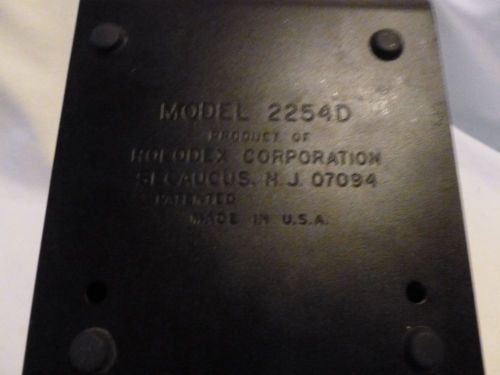 MODEL 2254D
PRODUCT OF
ROLODEX CORPORATION
SECAUCUS, N.J. 07094
PATENTED
MADE IN U.S.A.